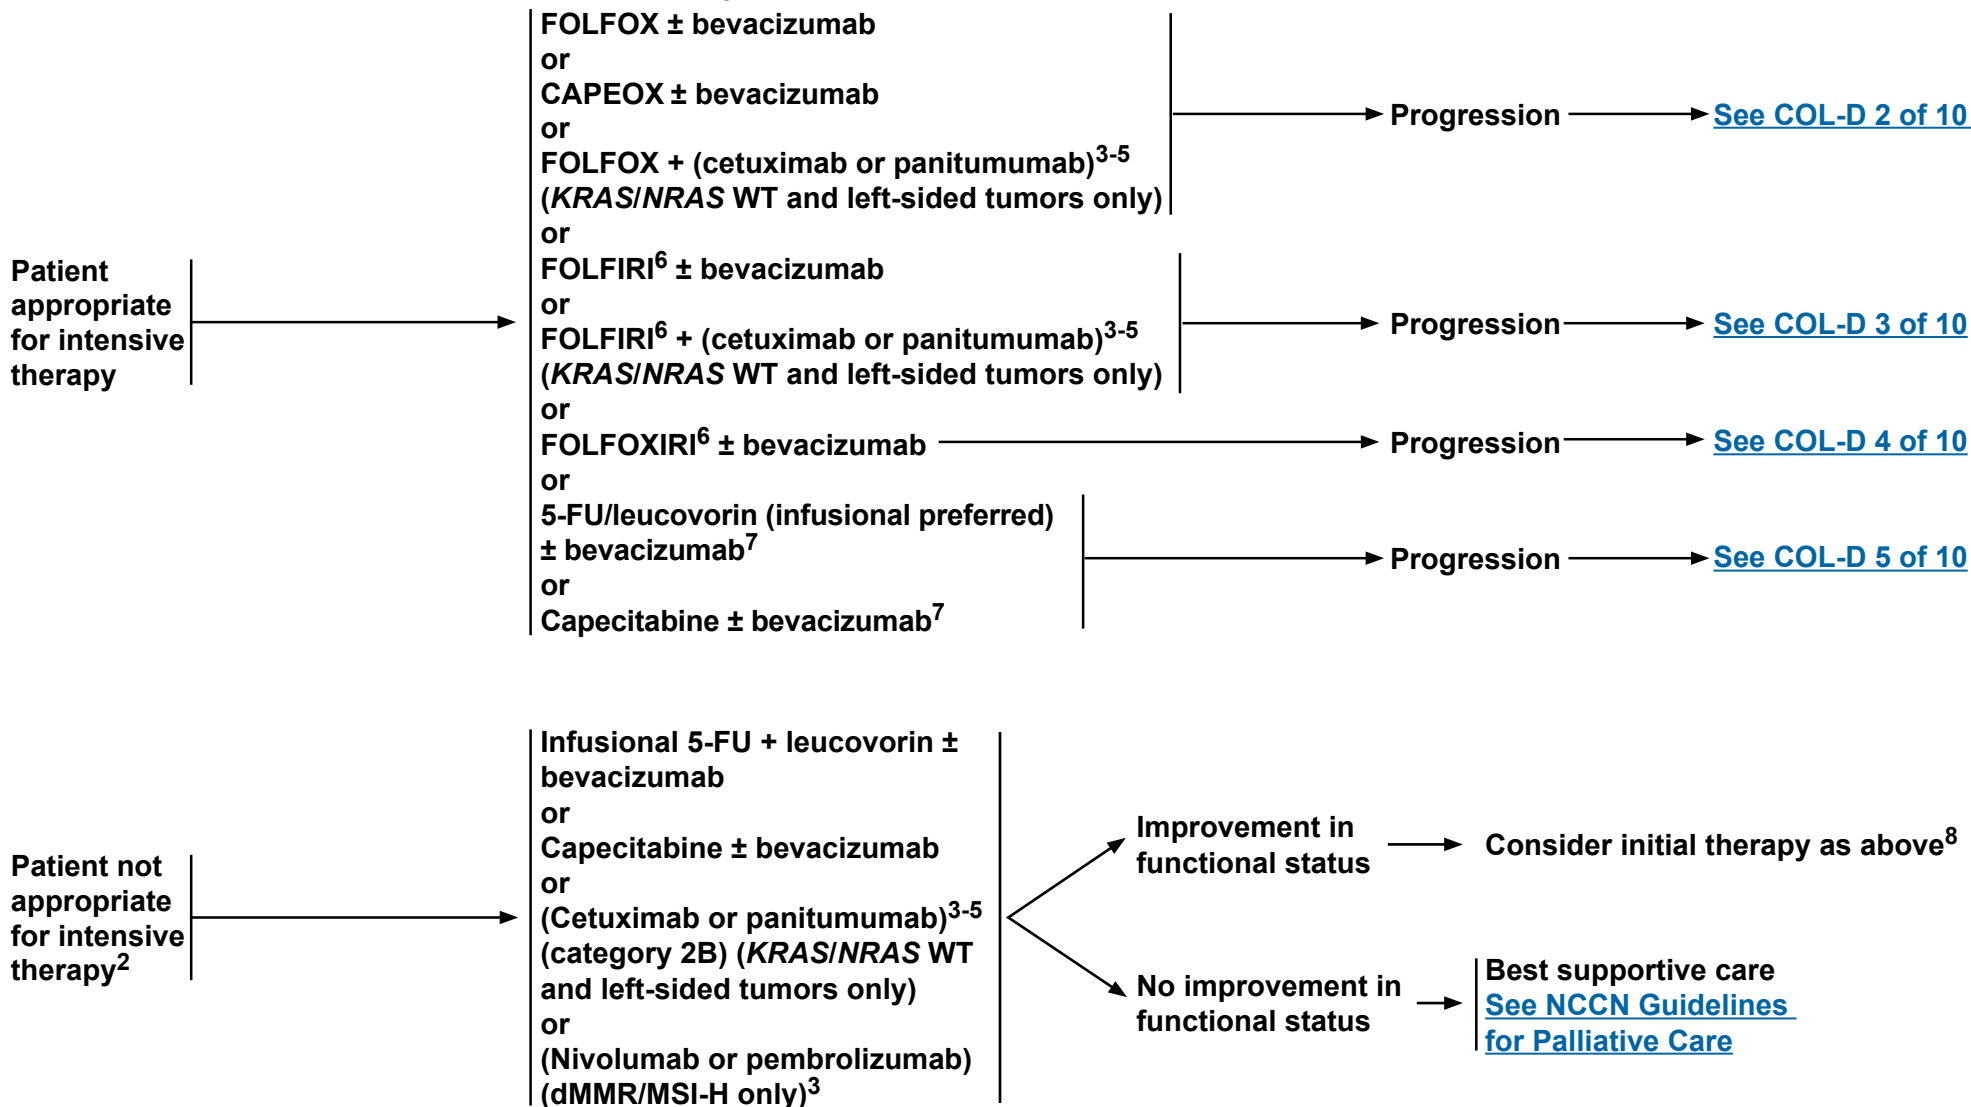 FOLFOX ± bevacizumab
or
CAPEOX ± bevacizumab
or
FOLFOX + (cetuximab or panitumumab)3-5
(KRAS/NRAS WT and left-sided tumors only)
or
FOLFIRI6 ± bevacizumab
or
FOLFIRI6 + (cetuximab or panitumumab)3-5
(KRAS/NRAS WT and left-sided tumors only)
or
FOLFOXIRI6 ± bevacizumab
or
5-FU/leucovorin (infusional preferred)
± bevacizumab7
or
Capecitabine ± bevacizumab7
Patient
appropriate
for intensive
therapy
Progression
See COL-D 2 of 10
Progression
See COL-D 3 of 10
Progression
See COL-D 4 of 10
Progression
See COL-D 5 of 10
Patient not
appropriate
for intensive
therapy2
Infusional 5-FU + leucovorin ±
bevacizumab
or
Capecitabine ± bevacizumab
or
(Cetuximab or panitumumab)3-5
(category 2B) (KRAS/NRAS WT
and left-sided tumors only)
or
(Nivolumab or pembrolizumab)
(dMMR/MSI-H only)3
Improvement in
functional status
Consider initial therapy as above8
No improvement in
functional status
Best supportive care
See NCCN Guidelines
for Palliative Care